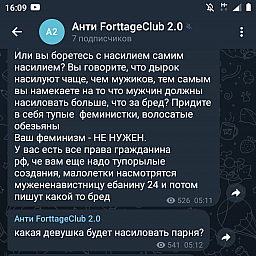 16:09
Анти ForttageClub 2.0
7 подписчиков
A2
Или вы боретесь с насилием самим
насилием? Вы говорите, что дырок
насилуют чаще, чем мужиков, тем самым
вы намекаете на то что мужчин должны
насиловать больше, что за бред? Придите
в себя тупые феминистки, волосатые
обезьяны
Ваш феминизм - НЕ НУЖЕН.
У вас есть все права гражданина
рф, че вам еще надо тупорылые
создания, малолетки насмотрятся
мужененавистницу ебанину 24 и потом
пишут какой то бред
526 05:11
Анти ForttageClub 2.0
какая девушка будет насиловать парня?
541 05:12